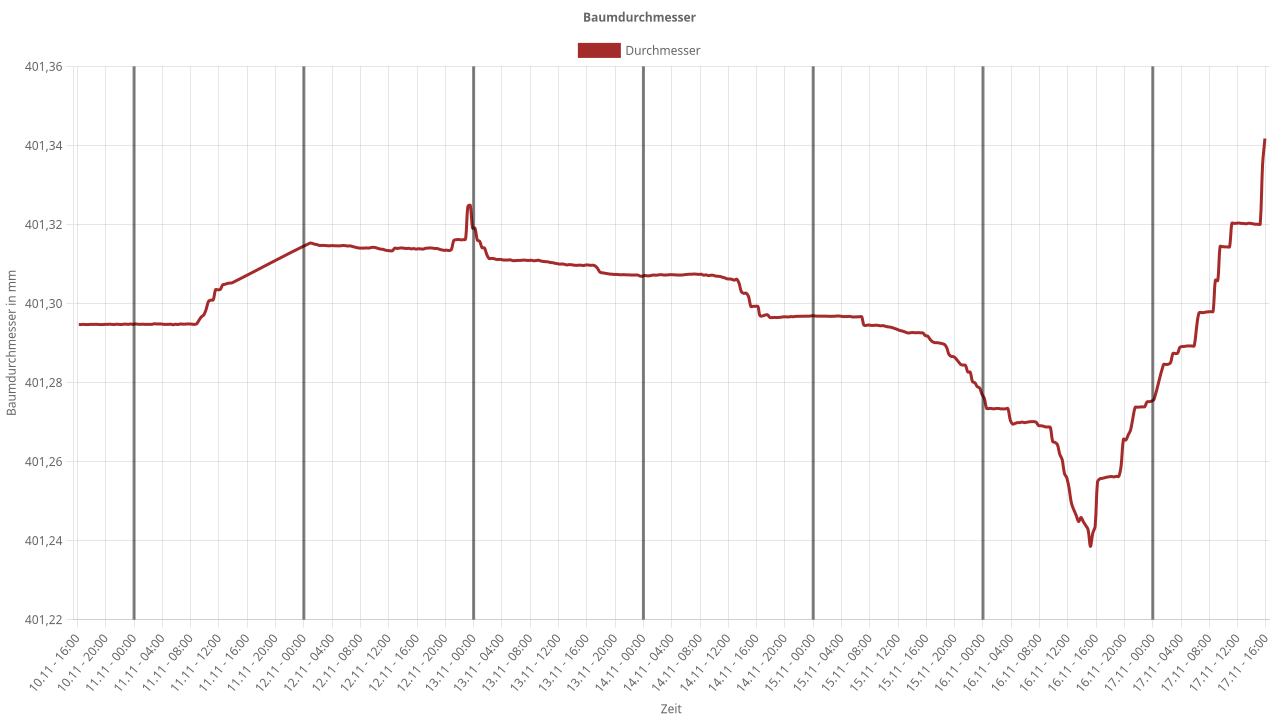 Baumdurchmesser
Durchmesser
401,36
401,34
401,32
401,30
401,28
401,26
401,24
401,22
Baumdurchmesser in mm
10.11 - 16:00
10.11 - 20:00
11.11 - 00:00
11.11 - 04:00
11.11 - 08:00
11.11 - 12:00
11.11 - 16:00
11.11 - 20:00
12.11 - 00:00
12.11 - 04:00
12.11 - 08:00
12.11 - 12:00
12.11 - 16:00
12.11 - 20:00
13.11 - 00:00
13.11 - 04:00
13.11 - 08:00
13.11 - 12:00
13.11 - 16:00
13.11 - 20:00
14.11 - 00:00
14.11 - 04:00
14.11 - 08:00
14.11 - 12:00
14.11 - 16:00
14.11 - 20:00
15.11 - 00:00
15.11 - 04:00
15.11 - 08:00
15.11 - 12:00
15.11 - 16:00
15.11 - 20:00
16.11 - 00:00
16.11 - 04:00
16.11 - 08:00
16.11 - 12:00
16.11 - 16:00
16.11 - 20:00
17.11 - 00:00
17.11 - 04:00
17.11 - 08:00
17.11 - 12:00
17.11 - 16:00
Zeit